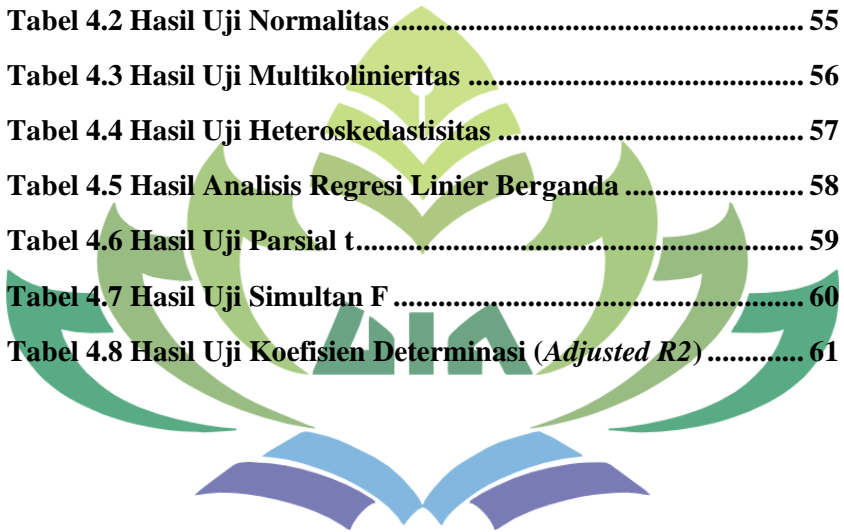 Tabel 4.2 Hasil Uji Normalitas ................................................... 55
Tabel 4.3 Hasil Uji Multikolinieritas .......................................... 56
Tabel 4.4 Hasil Uji Heteroskedastisitas ...................................... 57
Tabel 4.5 Hasil Analisis Regresi Linier Berganda ...................... 58
Tabel 4.6 Hasil Uji Parsial t........................................................ 59
Tabel 4.7 Hasil Uji Simultan F ................................................... 60
Tabel 4.8 Hasil Uji Koefisien Determinasi (Adjusted R2) ............ 61